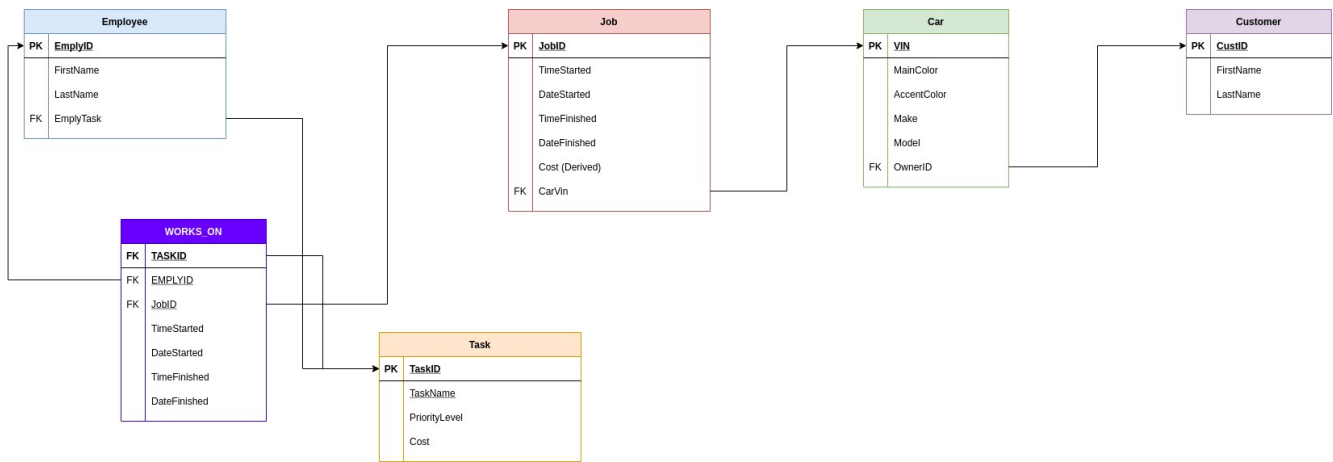 Employee
PK EmplyID
FirstName
LastName
FK EmplyTask
Job
PK JobID
TimeStarted
DateStarted
TimeFinished
DateFinished
Cost (Derived)
FK CarVin
Car
PK VIN
MainColor
AccentColor
Make
Model
FK OwnerID
Customer
PK CustID
FirstName
LastName
WORKS_ON
FK TASKID
FK EMPLYID
FK JobID
TimeStarted
DateStarted
TimeFinished
DateFinished
Task
PK TaskID
TaskName
PriorityLevel
Cost